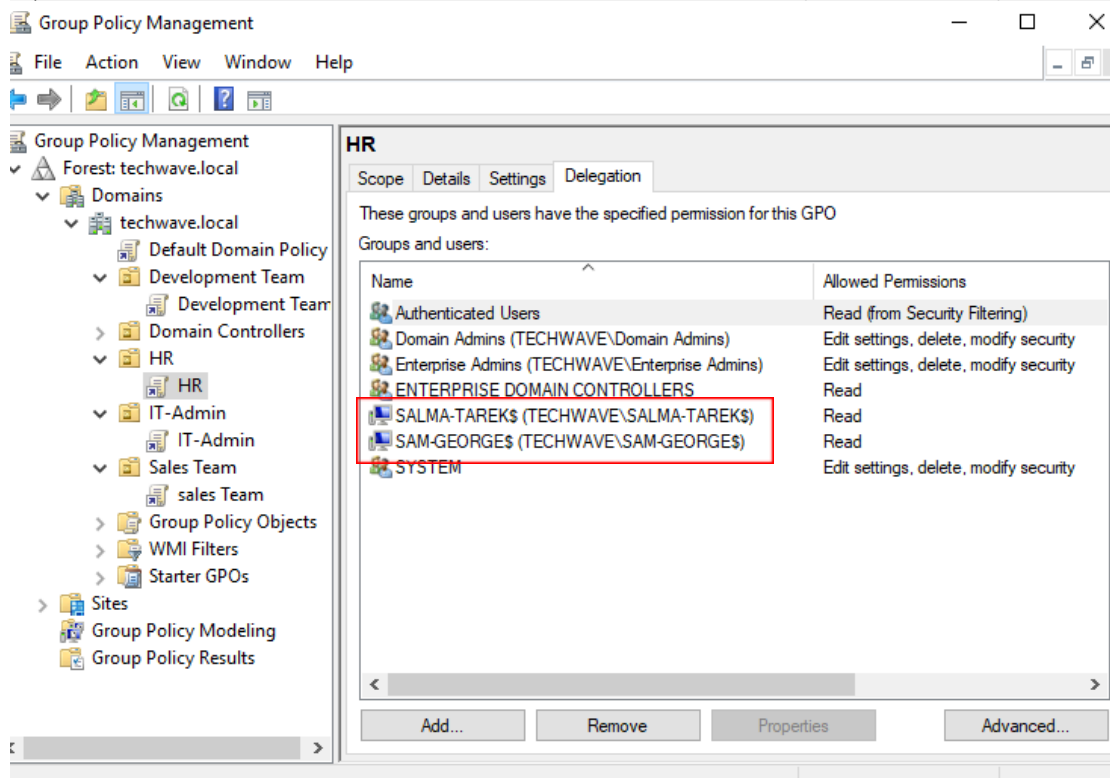 Group Policy Management
File Action View Window Help
Group Policy Management
Forest: techwave.local
Domains
techwave.local
Default Domain Policy
Development Team
Development Team
Domain Controllers
HR
HR
IT-Admin
IT-Admin
Sales Team
sales Team
Group Policy Objects
WMI Filters
Starter GPOs
Sites
Group Policy Modeling
Group Policy Results
HR
Scope Details Settings Delegation
These groups and users have the specified permission for this GPO
Groups and users:
Name Allowed Permissions
Authenticated Users Read (from Security Filtering)
Domain Admins (TECHWAVE\Domain Admins) Edit settings, delete, modify security
Enterprise Admins (TECHWAVE\Enterprise Admins) Edit settings, delete, modify security
ENTERPRISE DOMAIN CONTROLLERS Read
SALMA-TAREK$ (TECHWAVE\SALMA-TAREK$) Read
SAM-GEORGE$ (TECHWAVE\SAM-GEORGE$) Read
SYSTEM Edit settings, delete, modify security
Add... Remove Properties Advanced...